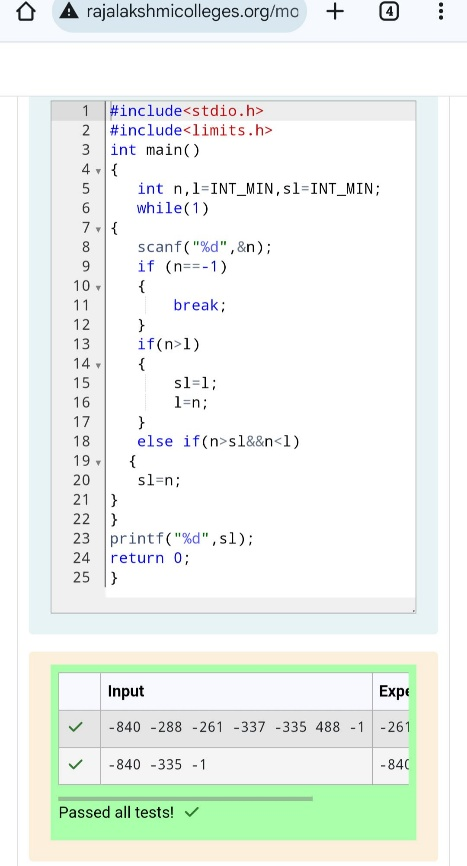 rajalakshmicolleges.org/mo
4
1 #include<stdio.h>
2 #include<limits.h>
3 int main()
4 {
5 int n,l=INT_MIN,sl=INT_MIN;
6 while(1)
7 {
8 scanf("%d",&n);
9 if (n==-1)
10 {
11 break;
12 }
13 if(n>l)
14 {
15 sl=l;
16 l=n;
17 }
18 else if(n>sl&&n<l)
19 {
20 sl=n;
21 }
22 }
23 printf("%d",sl);
24 return 0;
25 }
Input Expe
-840 -288 -261 -337 -335 488 -1 -261
-840 -335 -1 -840
Passed all tests!